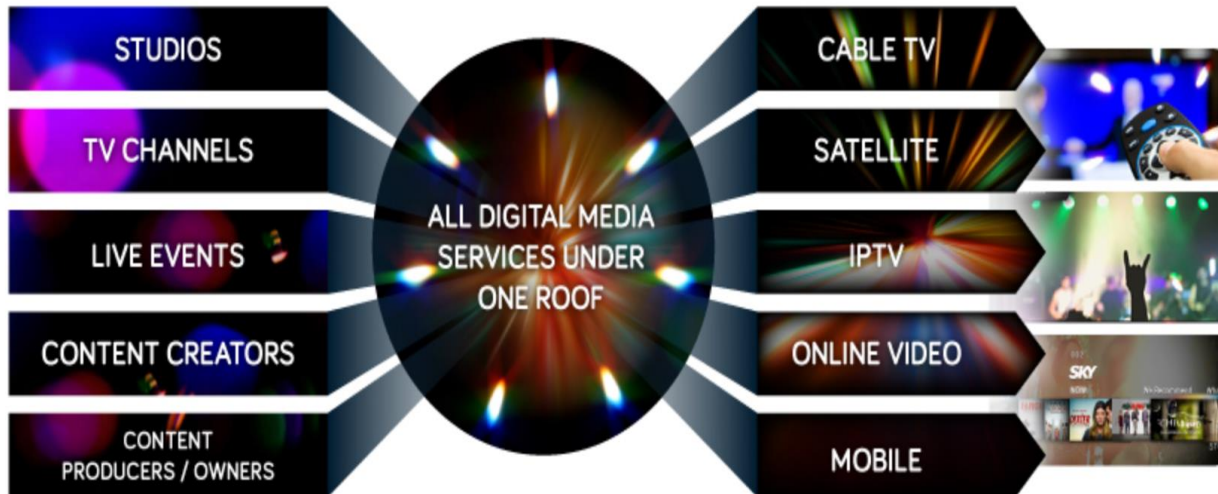 STUDIOS
TV CHANNELS
LIVE EVENTS
CONTENT CREATORS
CONTENT
PRODUCERS / OWNERS
ALL DIGITAL MEDIA
SERVICES UNDER
ONE ROOF
CABLE TV
SATELLITE
IPTV
ONLINE VIDEO
MOBILE
SKY